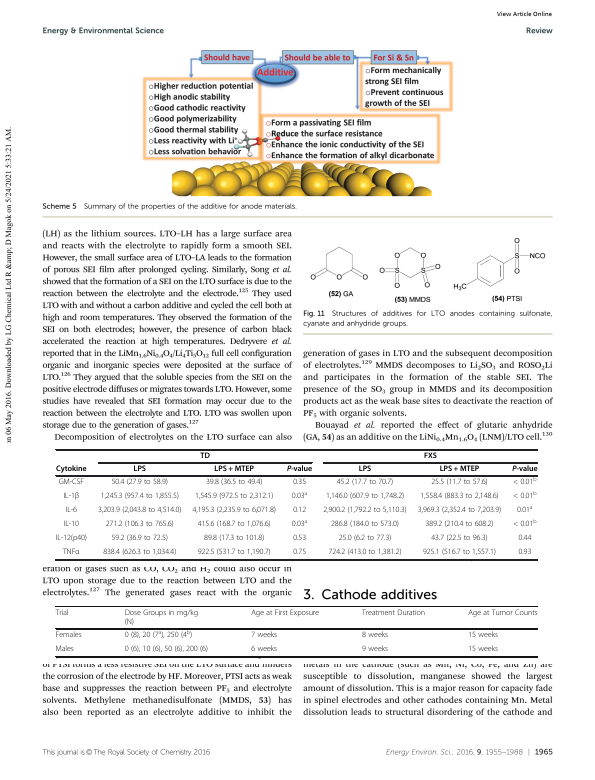 View Article Online
Energy & Environmental Science
Review
Should have
Should be able to
For Si & Sn
Additive
Higher reduction potential
High anodic stability
Good cathodic reactivity
Good polymerizability
Good thermal stability
Less reactivity with Li+
Less solvation behavior
Form mechanically
strong SEI film
Prevent continuous
growth of the SEI
Form a passivating SEI film
Reduce the surface resistance
Enhance the ionic conductivity of the SEI
Enhance the formation of alkyl dicarbonate
Scheme 5 Summary of the properties of the additive for anode materials.
(LH) as the lithium sources. LTO–LH has a large surface area
and reacts with the electrolyte to rapidly form a smooth SEI.
However, the small surface area of LTO–LA leads to the formation
of porous SEI film after prolonged cycling. Similarly, Song et al.
showed that the formation of a SEI on the LTO surface is due to the
reaction between the electrolyte and the electrode.125 They used
LTO with and without a carbon additive and cycled the cell both at
high and room temperatures. They observed the formation of the
SEI on both electrodes; however, the presence of carbon black
accelerated the reaction at high temperatures. Dedryvere et al.
reported that in the LiMn1.6Ni0.4O4/Li4Ti5O12 full cell configuration
organic and inorganic species were deposited at the surface of
LTO.126 They argued that the soluble species from the SEI on the
positive electrode diffuses or migrates towards LTO. However, some
studies have revealed that SEI formation may occur due to the
reaction between the electrolyte and LTO. LTO was swollen upon
storage due to the generation of gases.127
Decomposition of electrolytes on the LTO surface can also
O O O
(52) GA
O O O S O O S O O
(53) MMDS
O S O NCO
H3C
(54) PTSI
Fig. 11 Structures of additives for LTO anodes containing sulfonate,
cyanate and anhydride groups.
generation of gases in LTO and the subsequent decomposition
of electrolytes.129 MMDS decomposes to Li2SO3 and ROSO2Li
and participates in the formation of the stable SEI. The
presence of the SO3 group in MMDS and its decomposition
products act as the weak base sites to deactivate the reaction of
PF5 with organic solvents.
Bouayad et al. reported the effect of glutaric anhydride
(GA, 54) as an additive on the LiNi0.4Mn1.6O4 (LNM)/LTO cell.130
TD FXS
Cytokine LPS LPS + MTEP P-value LPS LPS + MTEP P-value
GM-CSF 50.4 (27.9 to 58.9) 39.8 (36.5 to 49.4) 0.35 45.2 (17.7 to 70.7) 25.5 (11.7 to 57.6) < 0.01b
IL-1β 1,245.3 (957.4 to 1,855.5) 1,545.9 (972.5 to 2,312.1) 0.03a 1,146.0 (607.9 to 1,748.2) 1,558.4 (883.3 to 2,148.6) < 0.01b
IL-6 3,203.9 (2,043.8 to 4,514.0) 4,195.3 (2,235.9 to 6,071.8) 0.12 2,900.2 (1,792.2 to 5,110.3) 3,969.3 (2,352.4 to 7,203.9) 0.01a
IL-10 271.2 (106.3 to 765.6) 415.6 (168.7 to 1,076.6) 0.03a 286.8 (184.0 to 573.0) 389.2 (210.4 to 608.2) < 0.01b
IL-12(p40) 59.2 (36.9 to 72.5) 89.8 (17.3 to 101.8) 0.53 25.0 (6.2 to 77.3) 43.7 (22.5 to 96.3) 0.44
TNFα 838.4 (626.3 to 1,034.4) 922.5 (531.7 to 1,190.7) 0.75 724.2 (413.0 to 1,381.2) 925.1 (516.7 to 1,557.1) 0.93
eration of gases such as CO, CO2 and H2 could also occur in
LTO upon storage due to the reaction between LTO and the
electrolytes.127 The generated gases react with the organic
3. Cathode additives
Trial Dose Groups in mg/kg (N) Age at First Exposure Treatment Duration Age at Tumor Counts
Females 0 (8), 20 (7a), 250 (4b) 7 weeks 8 weeks 15 weeks
Males 0 (6), 10 (6), 50 (6), 200 (6) 6 weeks 9 weeks 15 weeks
of PTSI forms a less resistive SEI on the LTO surface and hinders
the corrosion of the electrode by HF. Moreover, PTSI acts as weak
base and suppresses the reaction between PF5 and electrolyte
solvents. Methylene methanedisulfonate (MMDS, 53) has
also been reported as an electrolyte additive to inhibit the
metals in the cathode (such as Mn, Ni, Co, Fe, and Zn) are
susceptible to dissolution, manganese showed the largest
amount of dissolution. This is a major reason for capacity fade
in spinel electrodes and other cathodes containing Mn. Metal
dissolution leads to structural disordering of the cathode and
This journal is © The Royal Society of Chemistry 2016
Energy Environ. Sci., 2016, 9, 1955–1988 | 1965
on 06 May 2016. Downloaded by LG Chemical Ltd R &amp; D Magok on 5/24/2021 5:33:21 AM.